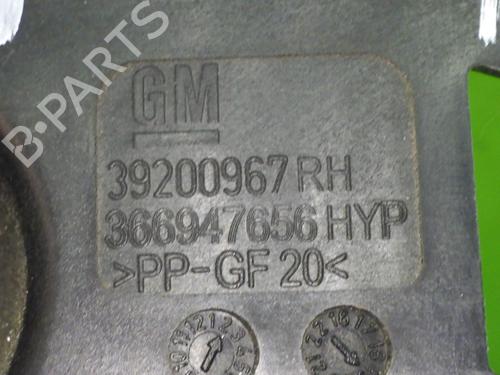 GM
39200967 RH
366947656 HYP
>PP-GF 20<
B-PARTS